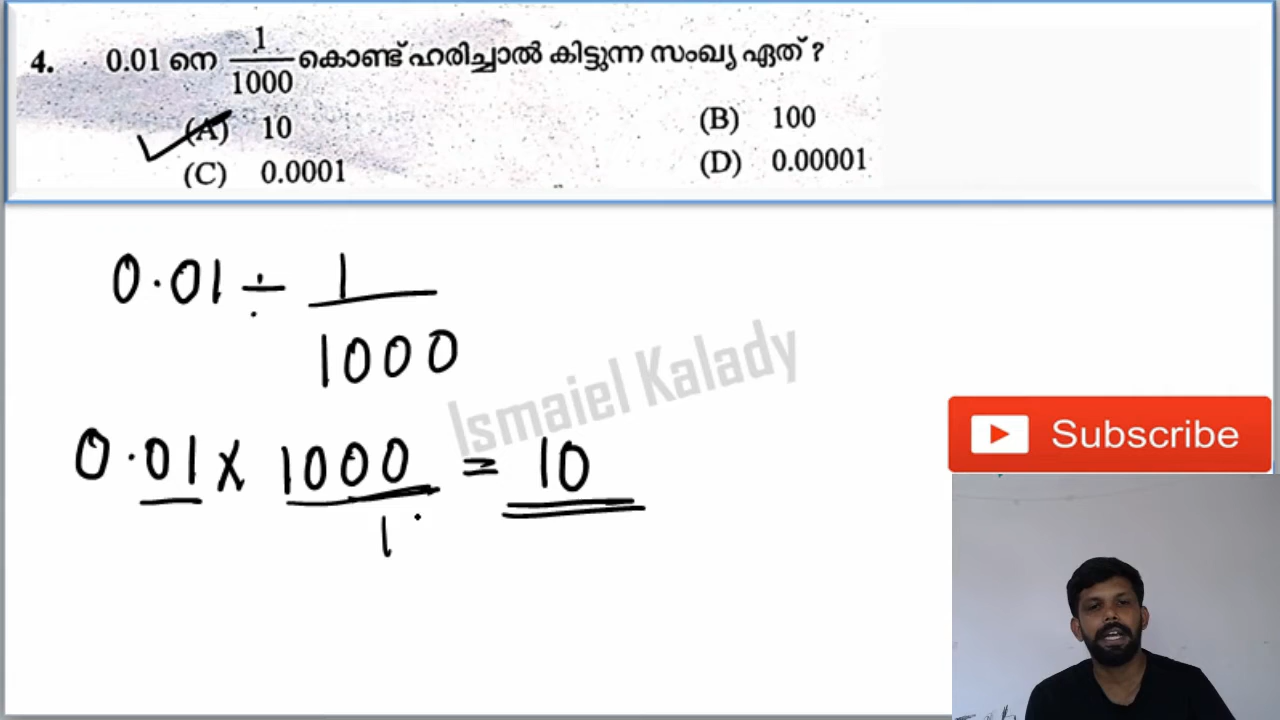 4. 0.01 നെ 1/1000 കൊണ്ട് ഹരിച്ചാൽ കിട്ടുന്ന സംഖ്യ ഏത് ?
(A) 10 (B) 100
(C) 0.0001 (D) 0.00001
0.01 ÷ 1/1000
Ismaiel Kalady
0.01 x 1000/1 = 10
Subscribe